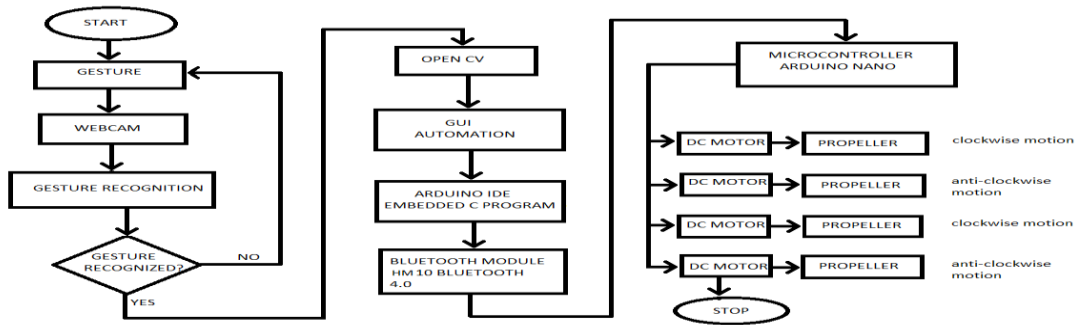 START
GESTURE
WEBCAM
GESTURE RECOGNITION
GESTURE
RECOGNIZED?
NO
YES
OPEN CV
GUI
AUTOMATION
ARDUINO IDE
EMBEDDED C PROGRAM
BLUETOOTH MODULE
HM10 BLUETOOTH
4.0
MICROCONTROLLER
ARDUINO NANO
DC MOTOR
PROPELLER
clockwise motion
DC MOTOR
PROPELLER
anti-clockwise
motion
DC MOTOR
PROPELLER
clockwise motion
DC MOTOR
PROPELLER
anti-clockwise
motion
STOP